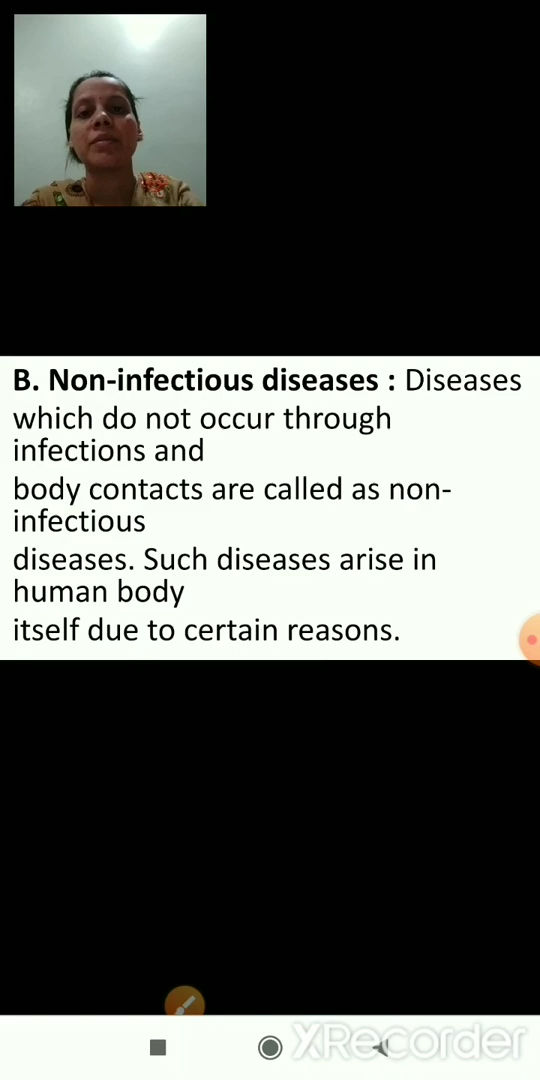 B. Non-infectious diseases : Diseases
which do not occur through
infections and
body contacts are called as non-
infectious
diseases. Such diseases arise in
human body
itself due to certain reasons.
XRecorder